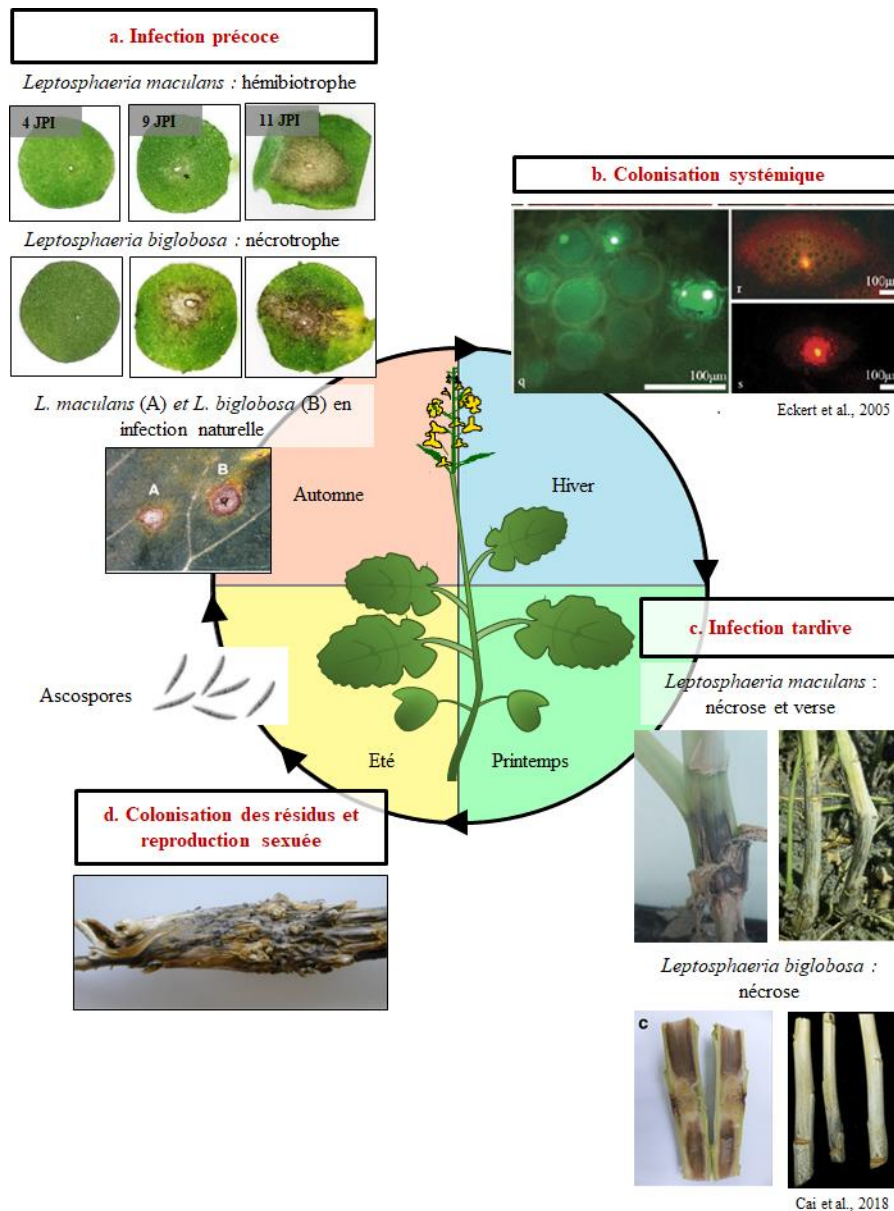 a. Infection précoce
Leptosphaeria maculans : hémibiotrophe
4 JPI
9 JPI
11 JPI
Leptosphaeria biglobosa : nécrotrophe
L. maculans (A) et L. biglobosa (B) en
infection naturelle
A
B
b. Colonisation systémique
q
100µm
r
100µm
s
100µm
Eckert et al., 2005
Automne
Hiver
Eté
Printemps
Ascospores
c. Infection tardive
Leptosphaeria maculans :
nécrose et verse
Leptosphaeria biglobosa :
nécrose
c
Cai et al., 2018
d. Colonisation des résidus et
reproduction sexuée